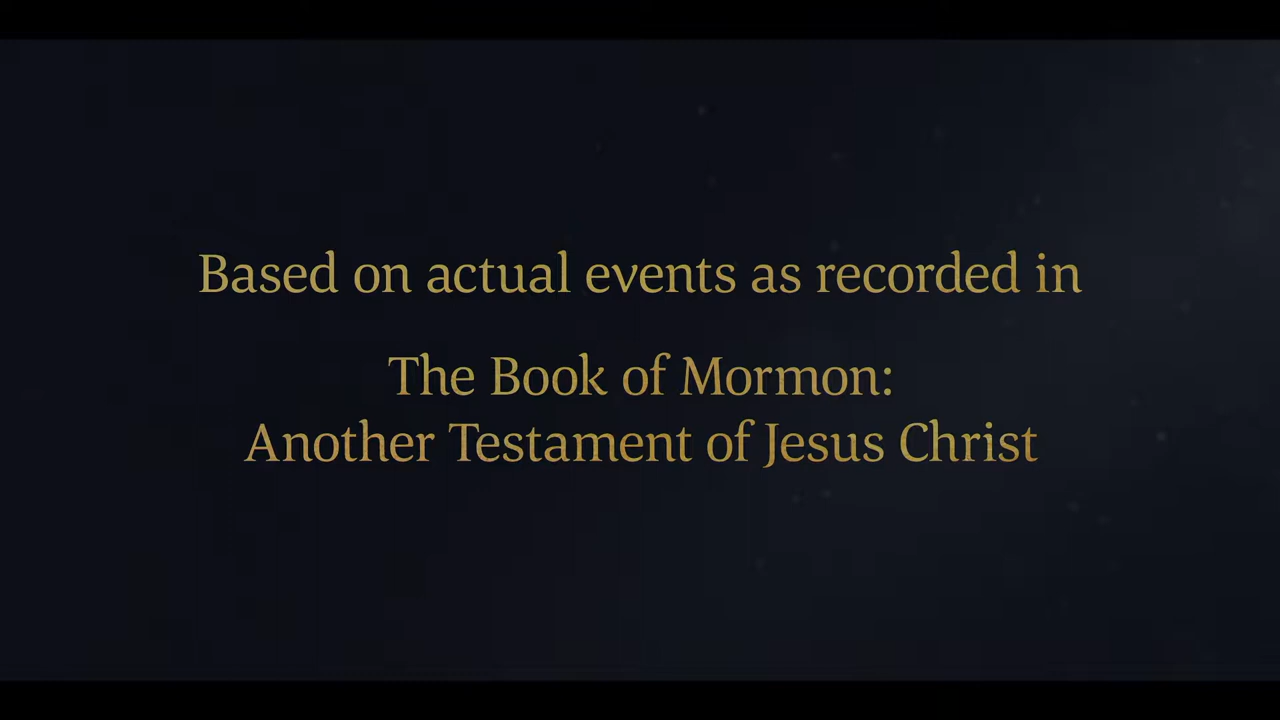 Based on actual events as recorded in
The Book of Mormon:
Another Testament of Jesus Christ